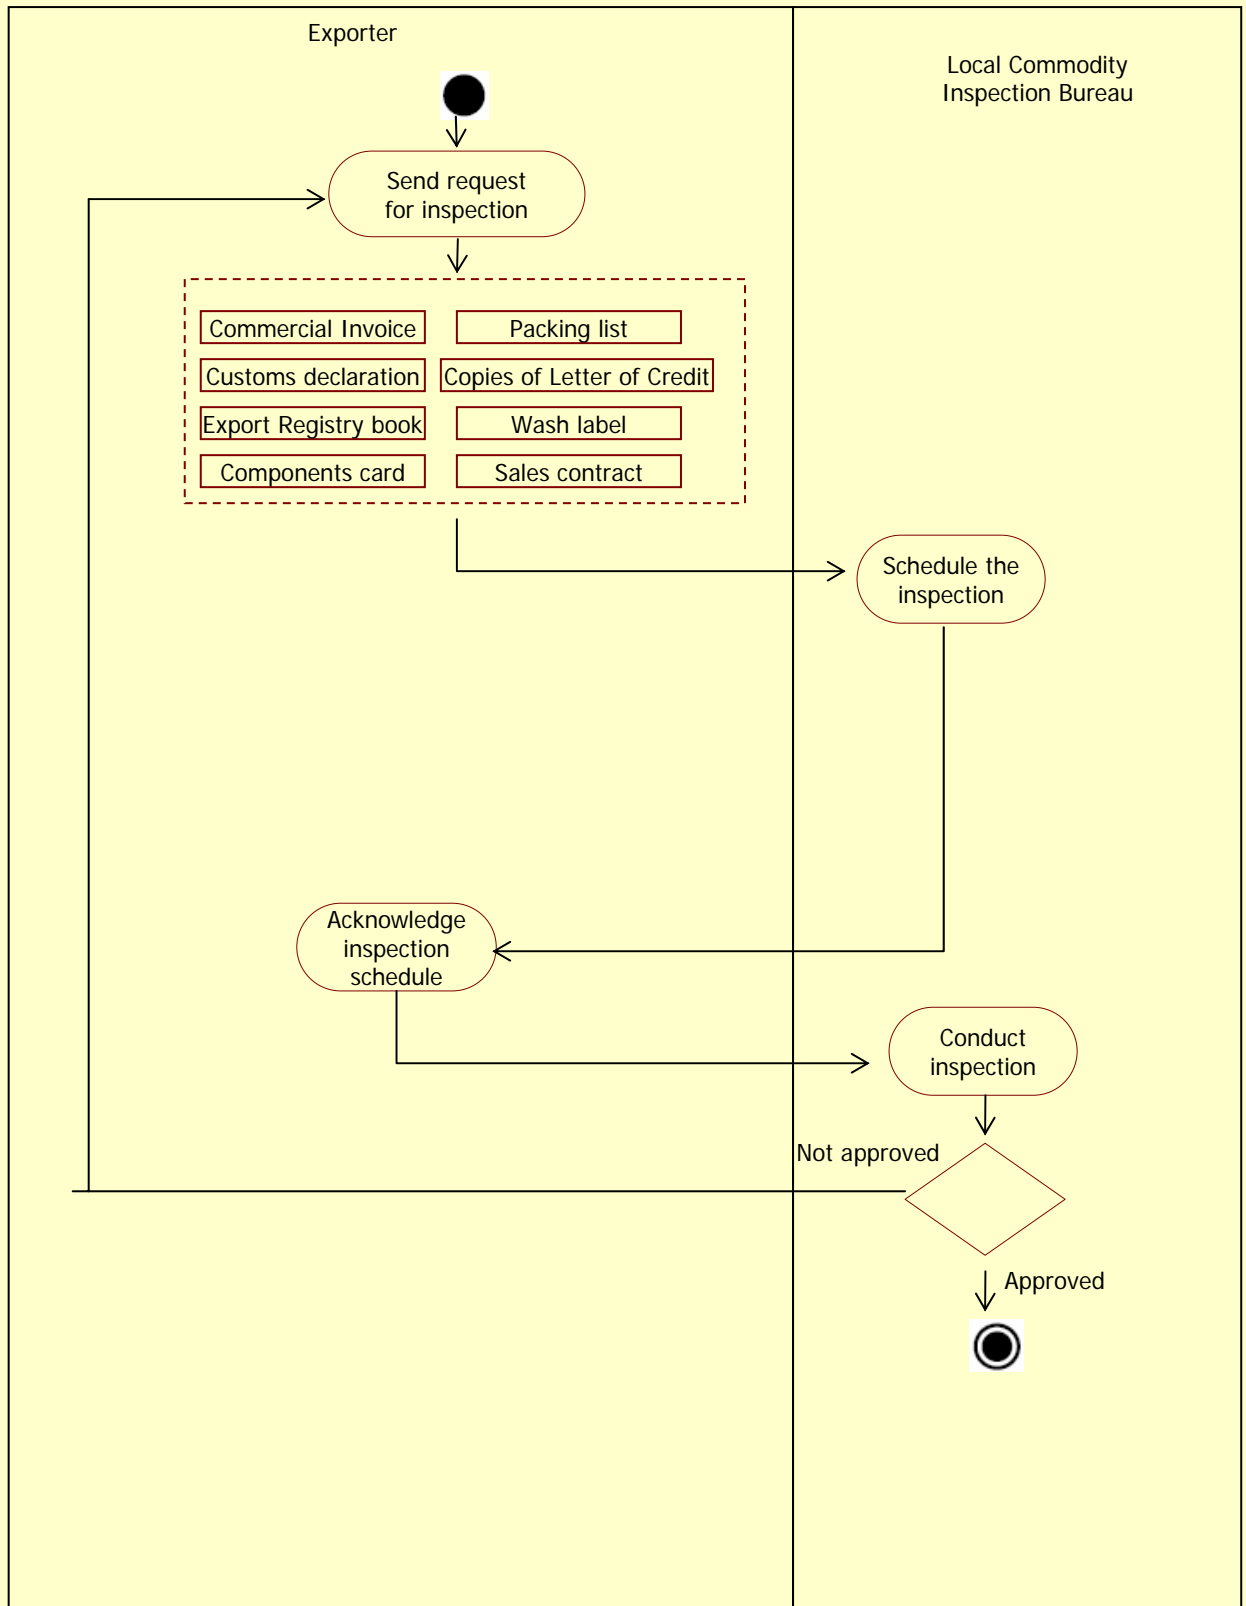 Exporter
Local Commodity
Inspection Bureau
Send request
for inspection
Commercial Invoice
Packing list
Customs declaration
Copies of Letter of Credit
Export Registry book
Wash label
Components card
Sales contract
Schedule the
inspection
Acknowledge
inspection
schedule
Conduct
inspection
Not approved
Approved